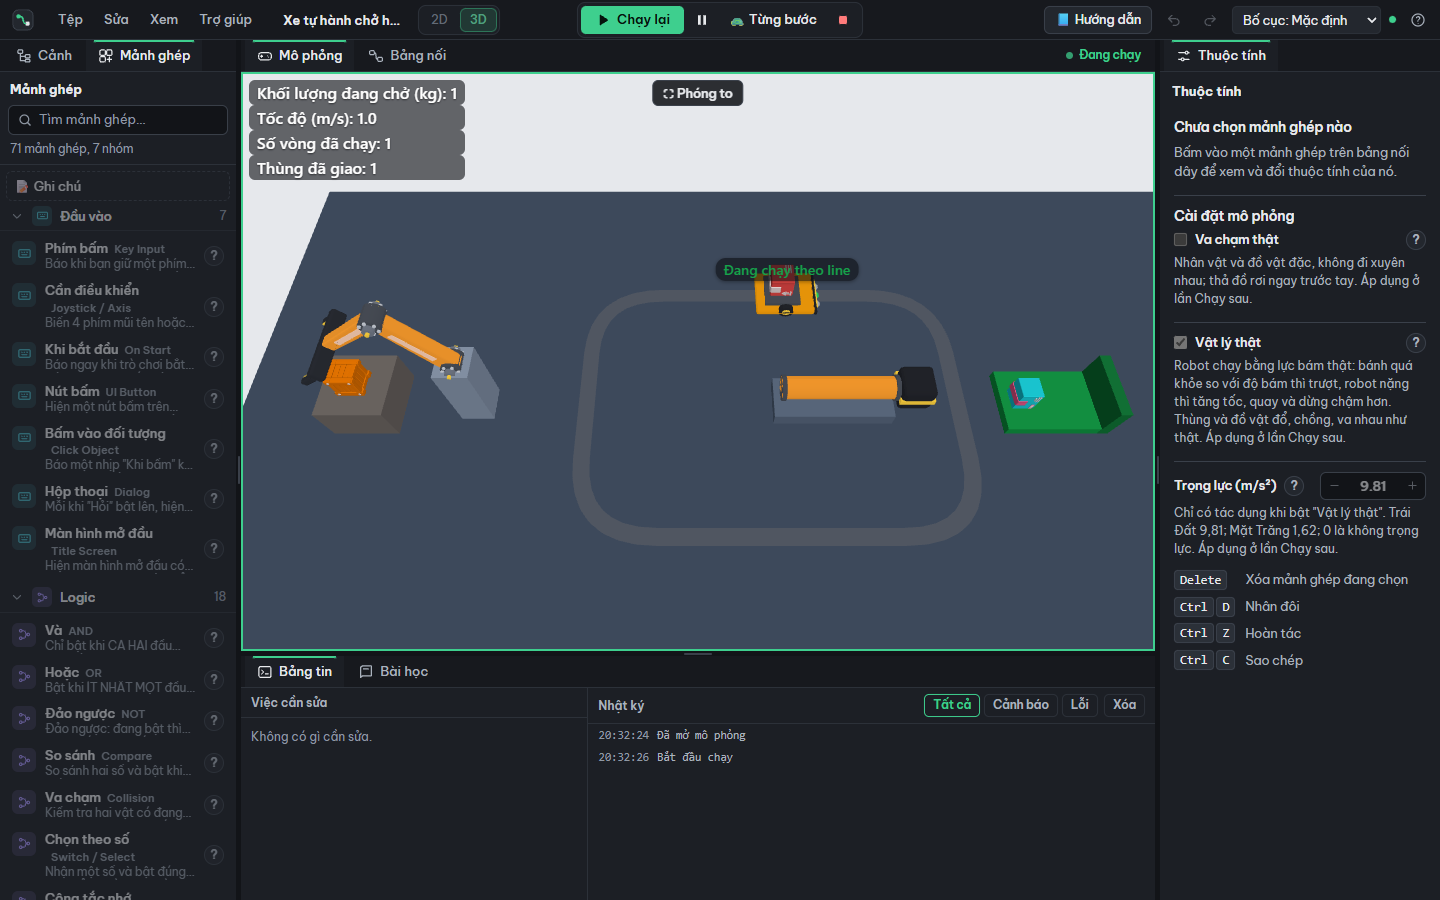 Tệp Sửa Xem Trợ giúp Xe tự hành chở h... 2D 3D Chạy lại Từng bước Hướng dẫn Bố cục: Mặc định
Cảnh Mảnh ghép Mô phỏng Bảng nối Đang chạy Thuộc tính
Mảnh ghép
Tìm mảnh ghép...
71 mảnh ghép, 7 nhóm
Ghi chú
Đầu vào 7
Phím bấm Key Input
Báo khi bạn giữ một phím...
Cần điều khiển
Joystick / Axis
Biến 4 phím mũi tên hoặc...
Khi bắt đầu On Start
Báo ngay khi trò chơi bắt...
Nút bấm UI Button
Hiện một nút bấm trên...
Bấm vào đối tượng
Click Object
Báo một nhịp "Khi bấm" k...
Hộp thoại Dialog
Mỗi khi "Hỏi" bật lên, hiện...
Màn hình mở đầu
Title Screen
Hiện màn hình mở đầu có...
Logic 18
Và AND
Chỉ bật khi CẢ HAI đầu...
Hoặc OR
Bật khi ÍT NHẤT MỘT đầu...
Đảo ngược NOT
Đảo ngược: đang bật thì...
So sánh Compare
So sánh hai số và bật khi...
Va chạm Collision
Kiểm tra hai vật có đang...
Chọn theo số
Switch / Select
Nhận một số và bật đúng...
Công tắc nhớ
Khối lượng đang chở (kg): 1
Tốc độ (m/s): 1.0
Số vòng đã chạy: 1
Thùng đã giao: 1
Phóng to
Đang chạy theo line
Bảng tin Bài học
Việc cần sửa
Không có gì cần sửa.
Nhật ký Tất cả Cảnh báo Lỗi Xóa
20:32:24 Đã mở mô phỏng
20:32:26 Bắt đầu chạy
Thuộc tính
Chưa chọn mảnh ghép nào
Bấm vào một mảnh ghép trên bảng nối
dây để xem và đổi thuộc tính của nó.
Cài đặt mô phỏng
Va chạm thật ?
Nhân vật và đồ vật đặc, không đi xuyên
nhau; thả đồ rơi ngay trước tay. Áp dụng ở
lần Chạy sau.
Vật lý thật ?
Robot chạy bằng lực bám thật: bánh quá
khỏe so với độ bám thì trượt, robot nặng
thì tăng tốc, quay và dừng chậm hơn.
Thùng và đồ vật đổ, chồng, va nhau như
thật. Áp dụng ở lần Chạy sau.
Trọng lực (m/s²) ? − 9.81 +
Chỉ có tác dụng khi bật "Vật lý thật". Trái
Đất 9,81; Mặt Trăng 1,62; 0 là không trọng
lực. Áp dụng ở lần Chạy sau.
Delete Xóa mảnh ghép đang chọn
Ctrl D Nhân đôi
Ctrl Z Hoàn tác
Ctrl C Sao chép